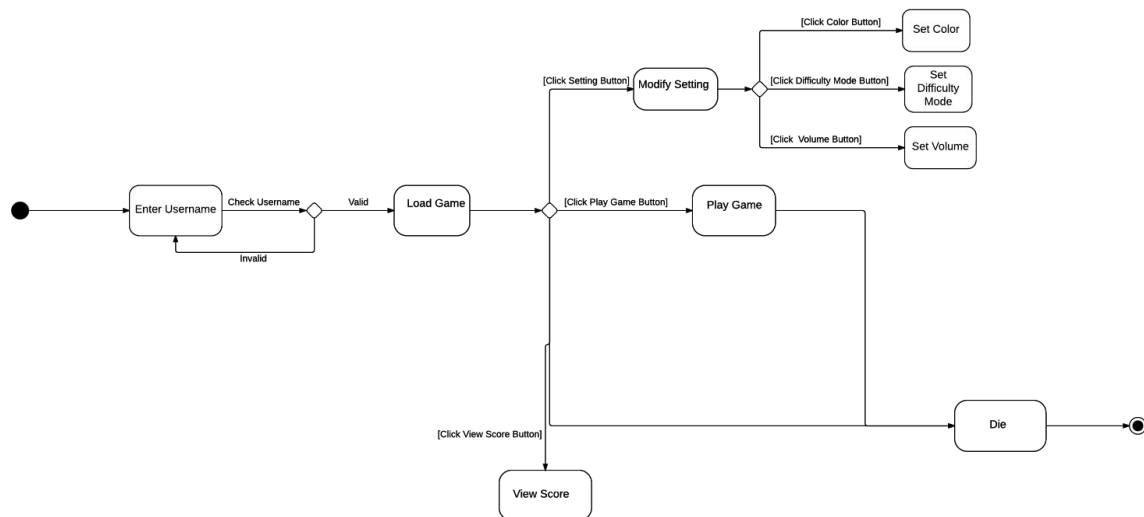 [Click Color Button]
Set Color
[Click Setting Button]
Modify Setting
[Click Difficulty Mode Button]
Set
Difficulty
Mode
[Click Volume Button]
Set Volume
Enter Username
Check Username
Valid
Load Game
[Click Play Game Button]
Play Game
Invalid
[Click View Score Button]
Die
View Score